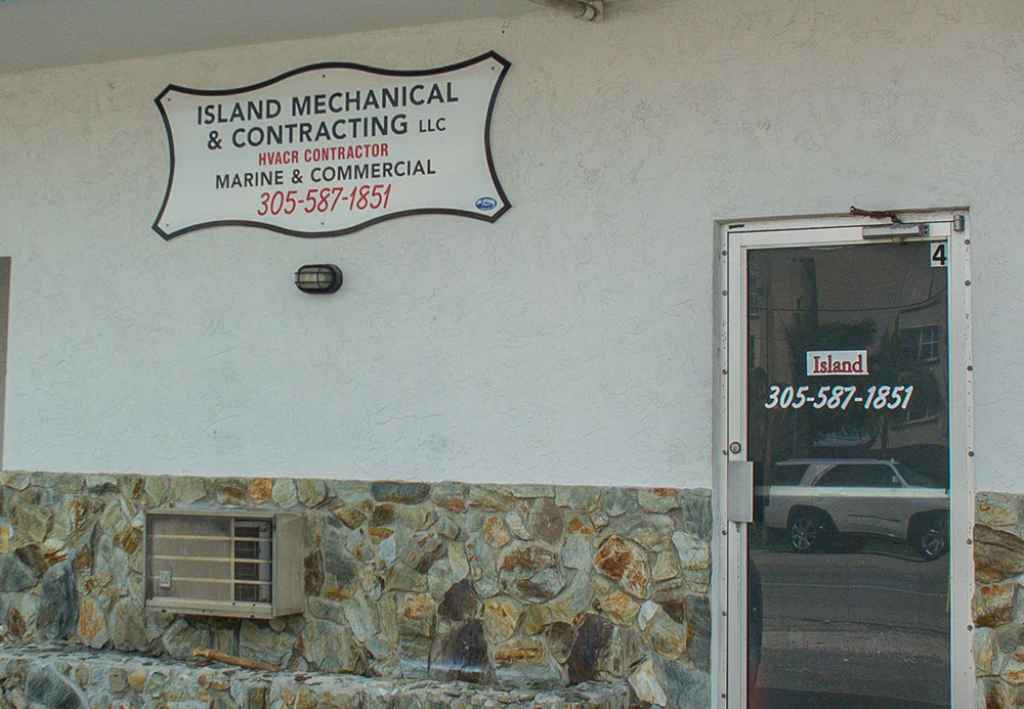 ISLAND MECHANICAL
& CONTRACTING LLC
HVACR CONTRACTOR
MARINE & COMMERCIAL
305-587-1851
4
Island
305-587-1851